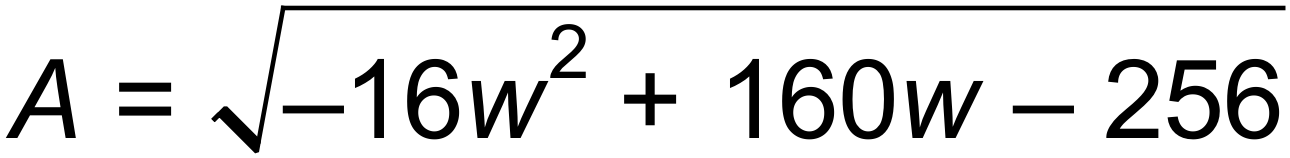 A = √(−16w² + 160w − 256)